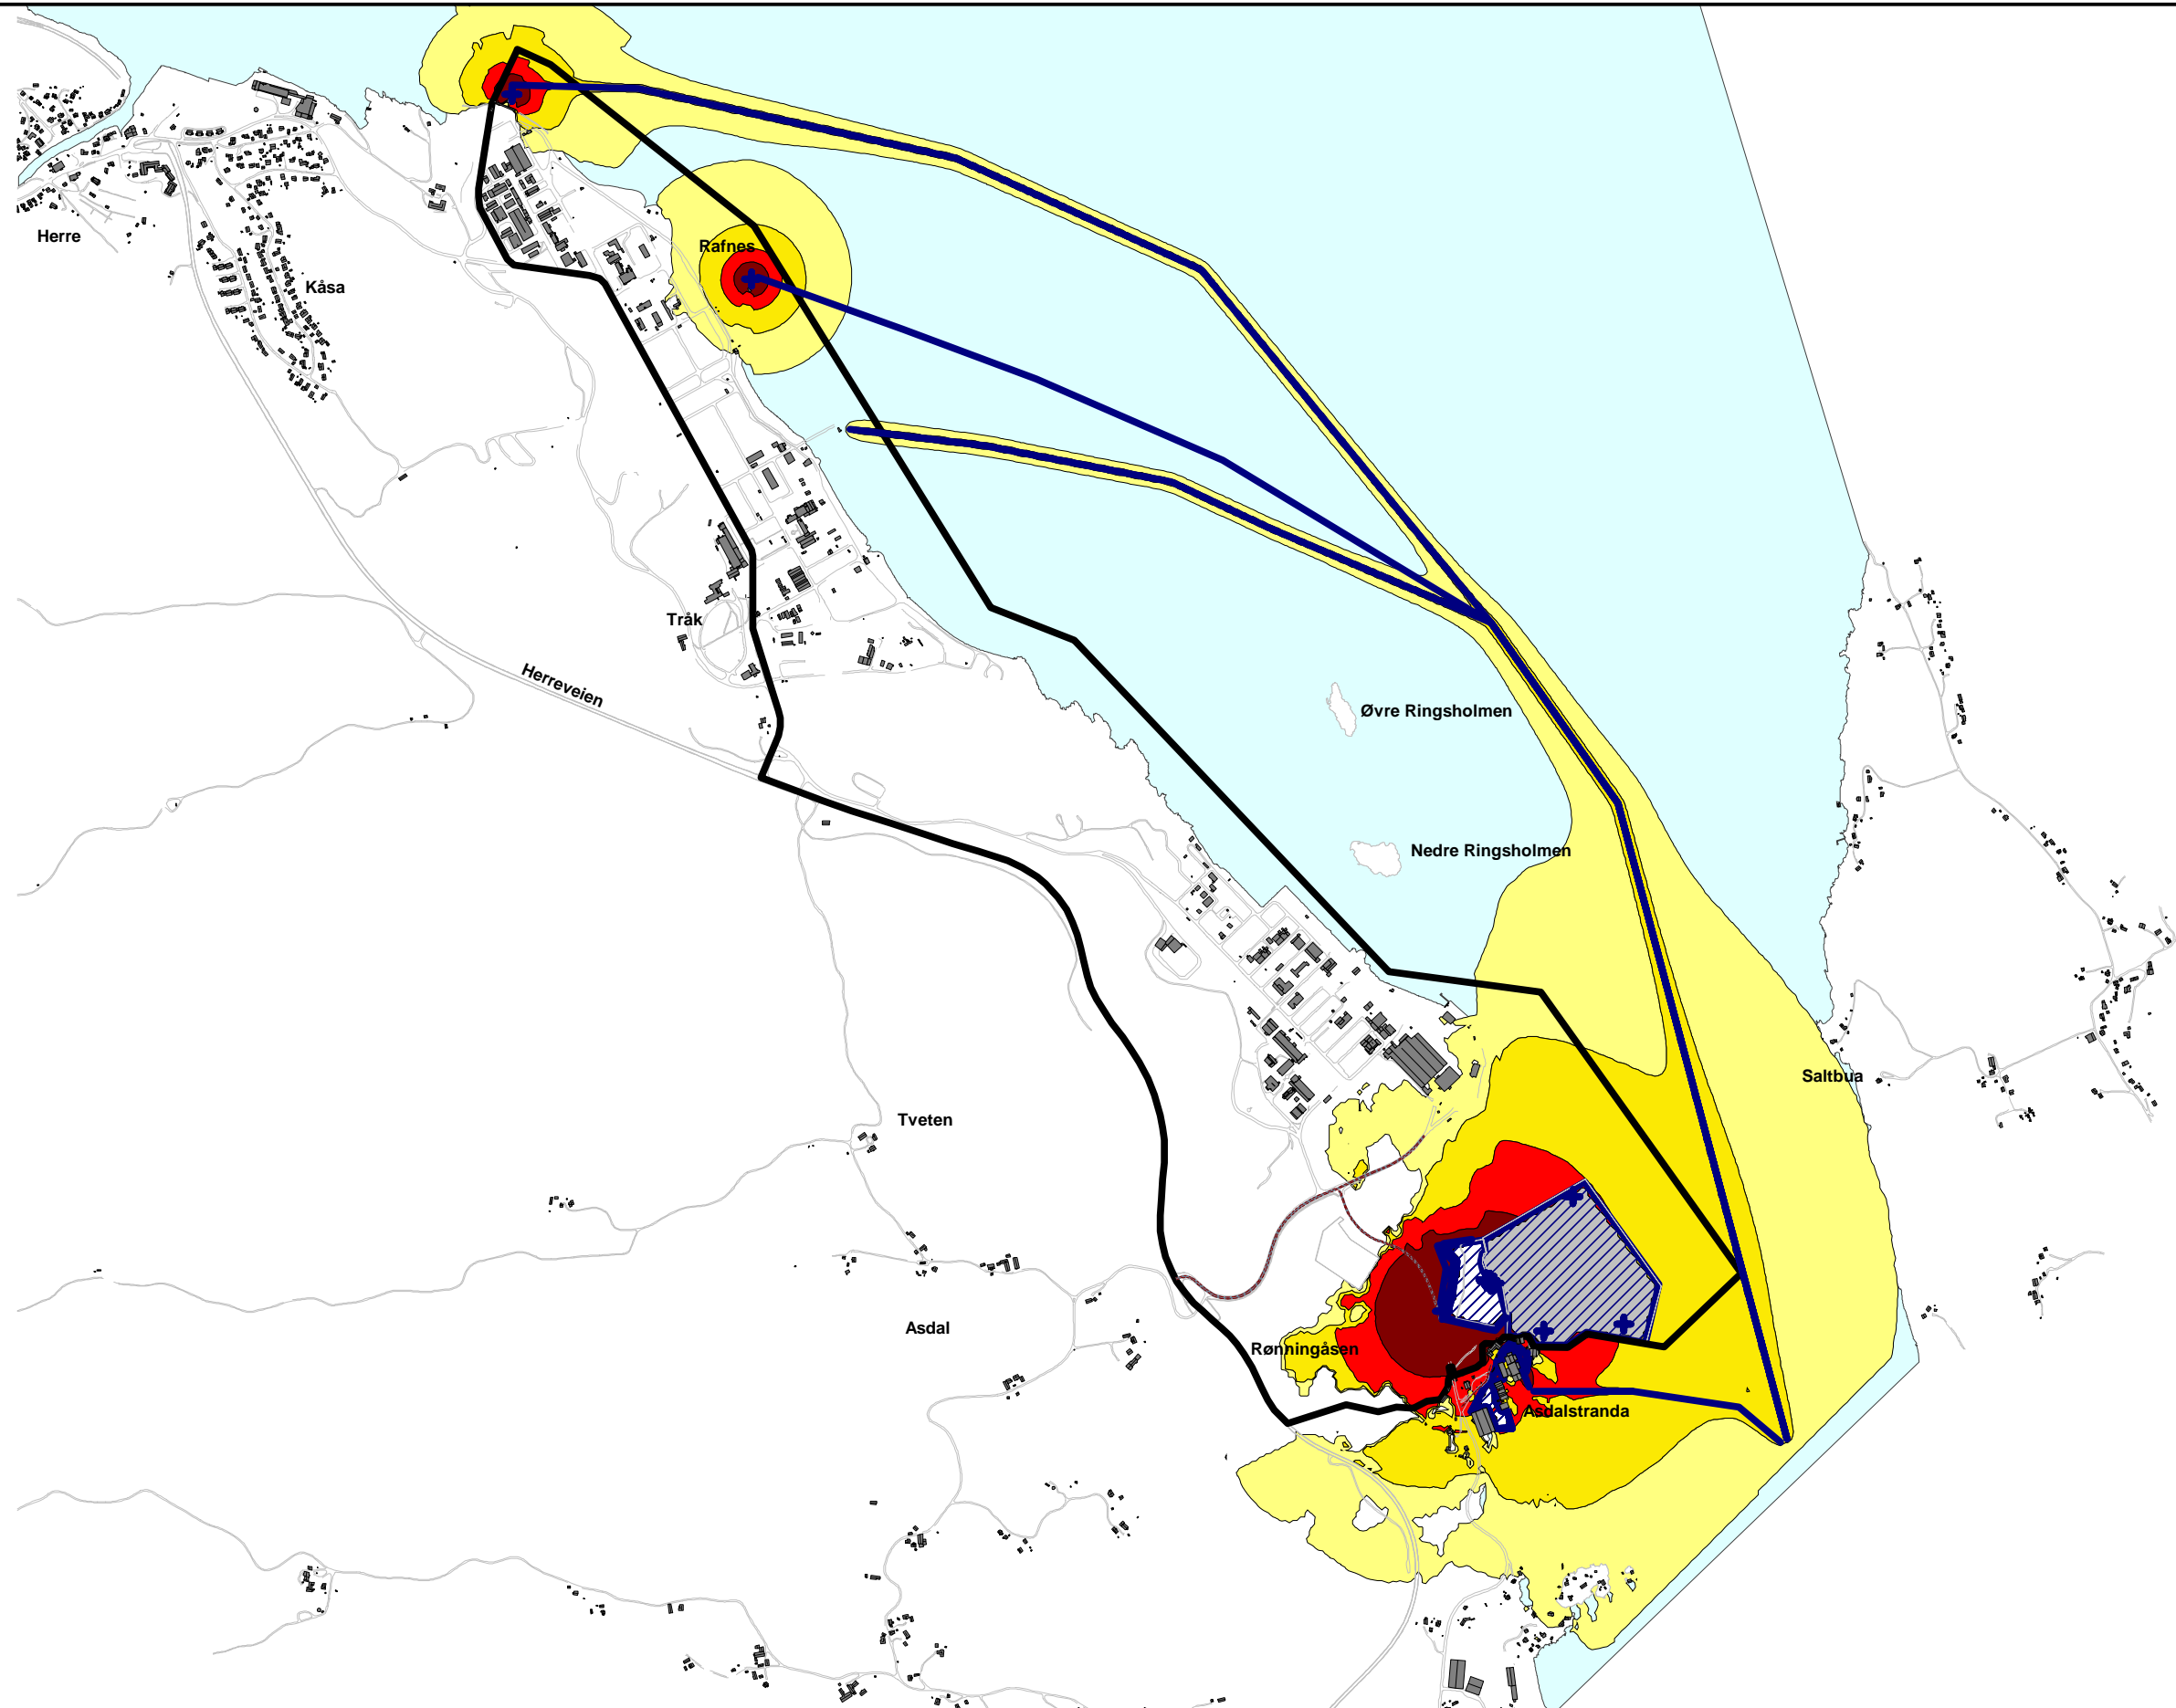 Herre
Rafnes
Kåsa
Tråk
Herreveien
Øvre Ringsholmen
Nedre Ringsholmen
Saltbua
Tveten
Asdal
Rønningåsen
Asdalstranda